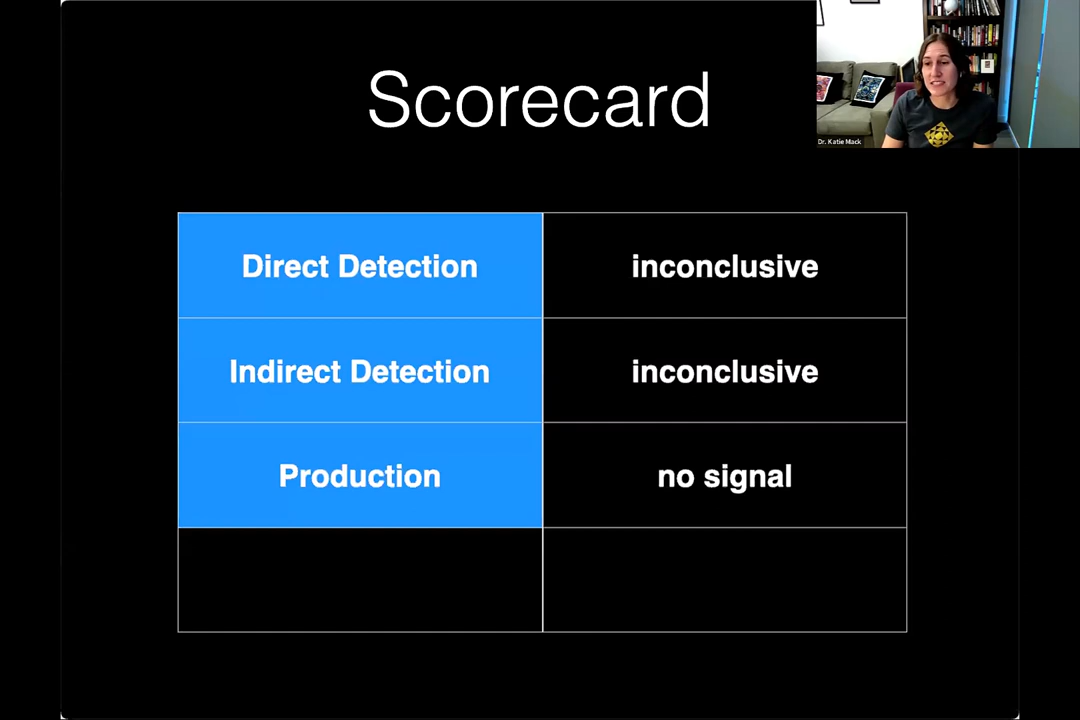 Scorecard
Dr. Katie Mack
Direct Detection
inconclusive
Indirect Detection
inconclusive
Production
no signal